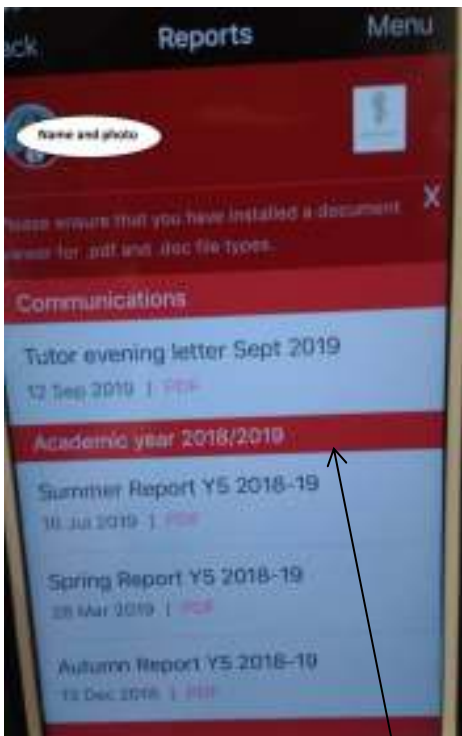 ack
Reports
Menu
Name and photo
Please ensure that you have installed a document
X
viewer for .pdf and .doc file types.
Communications
Tutor evening letter Sept 2019
12 Sep 2019 | PDF
Academic year 2018/2019
Summer Report Y5 2018-19
Jul 2019 | PDF
Spring Report Y5 2018-19
28 Mar 2019 | PDF
Autumn Report Y5 2018-19
Dec 2018 | PDF